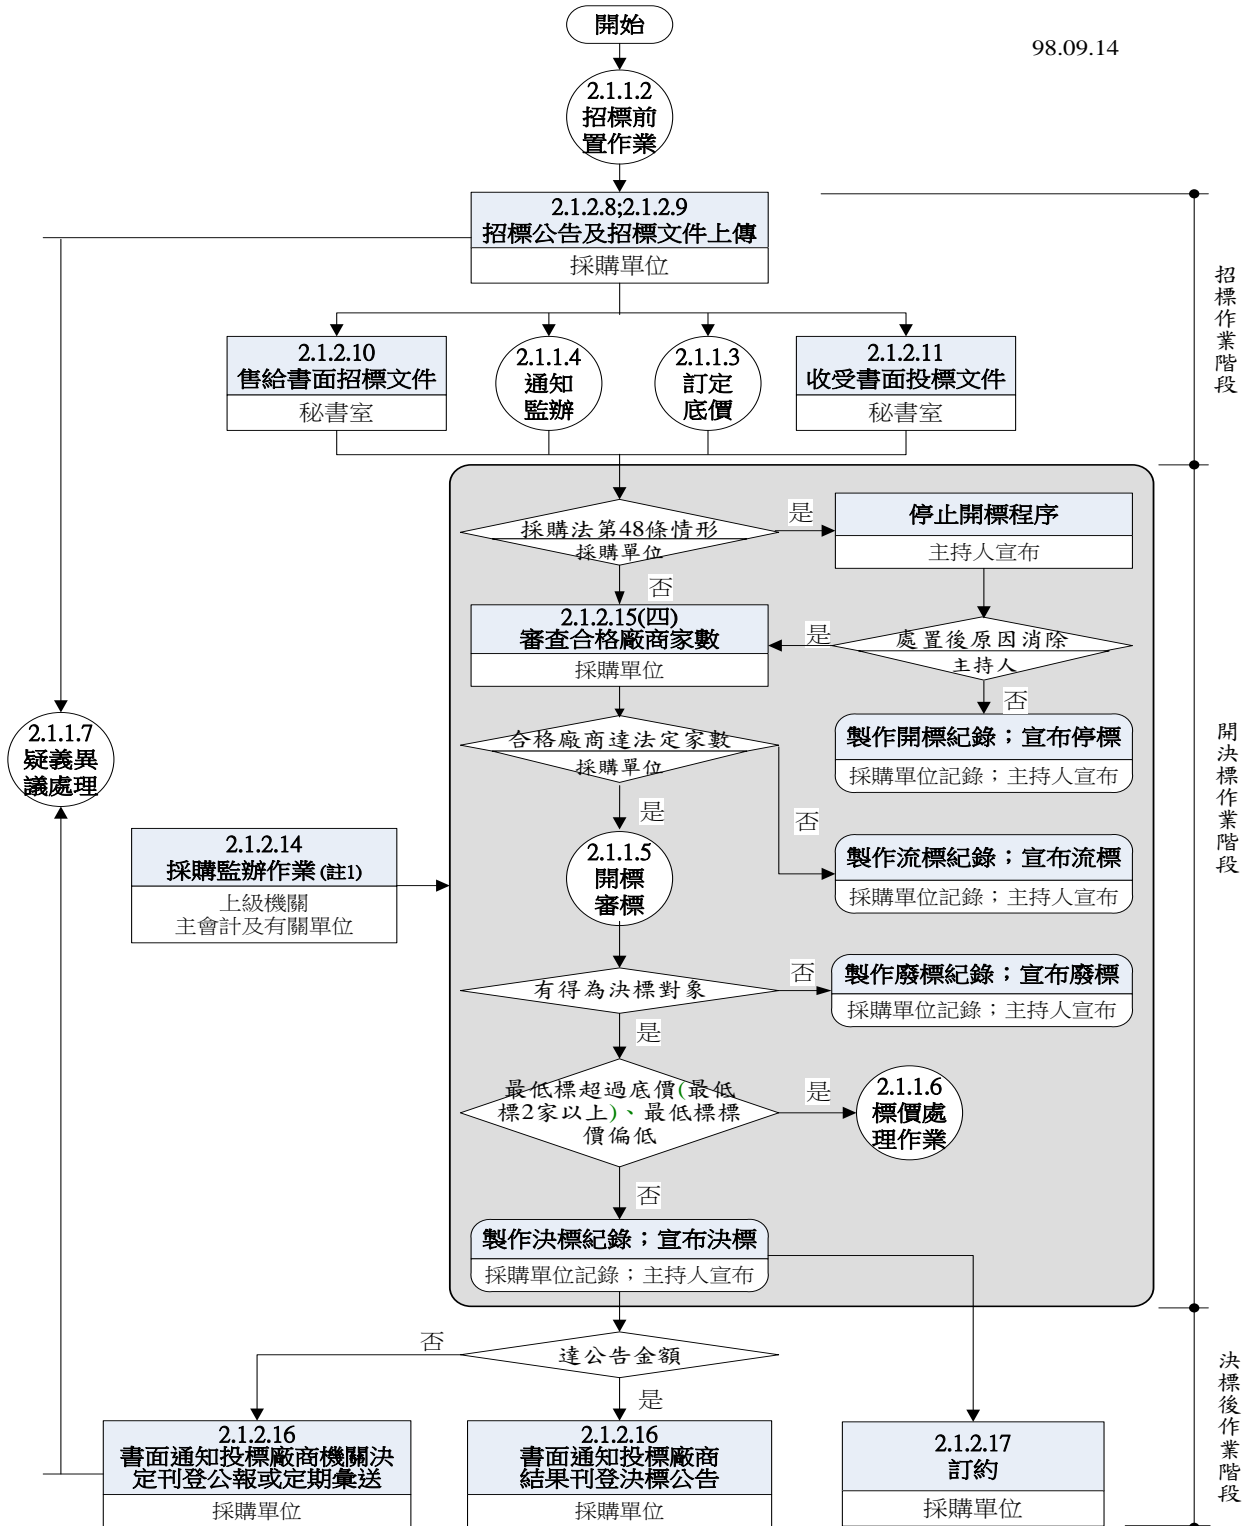 開始
98.09.14
2.1.1.2
招標前
置作業
2.1.2.8;2.1.2.9
招標公告及招標文件上傳
採購單位
招標作業階段
2.1.2.10
售給書面招標文件
秘書室
2.1.1.4
通知
監辦
2.1.1.3
訂定
底價
2.1.2.11
收受書面投標文件
秘書室
採購法第48條情形
採購單位
是
停止開標程序
主持人宣布
否
2.1.2.15(四)
審查合格廠商家數
採購單位
是
處置後原因消除
主持人
否
合格廠商達法定家數
採購單位
製作開標紀錄；宣布停標
採購單位記錄；主持人宣布
開決標作業階段
2.1.1.7
疑義異
議處理
是
否
2.1.2.14
採購監辦作業(註1)
上級機關
主會計及有關單位
2.1.1.5
開標
審標
製作流標紀錄；宣布流標
採購單位記錄；主持人宣布
有得為決標對象
否
製作廢標紀錄；宣布廢標
採購單位記錄；主持人宣布
是
最低標超過底價(最低
標2家以上)、最低標標
價偏低
是
2.1.1.6
標價處
理作業
否
製作決標紀錄；宣布決標
採購單位記錄；主持人宣布
否
達公告金額
是
決標後作業階段
2.1.2.16
書面通知投標廠商機關決
定刊登公報或定期彙送
採購單位
2.1.2.16
書面通知投標廠商
結果刊登決標公告
採購單位
2.1.2.17
訂約
採購單位